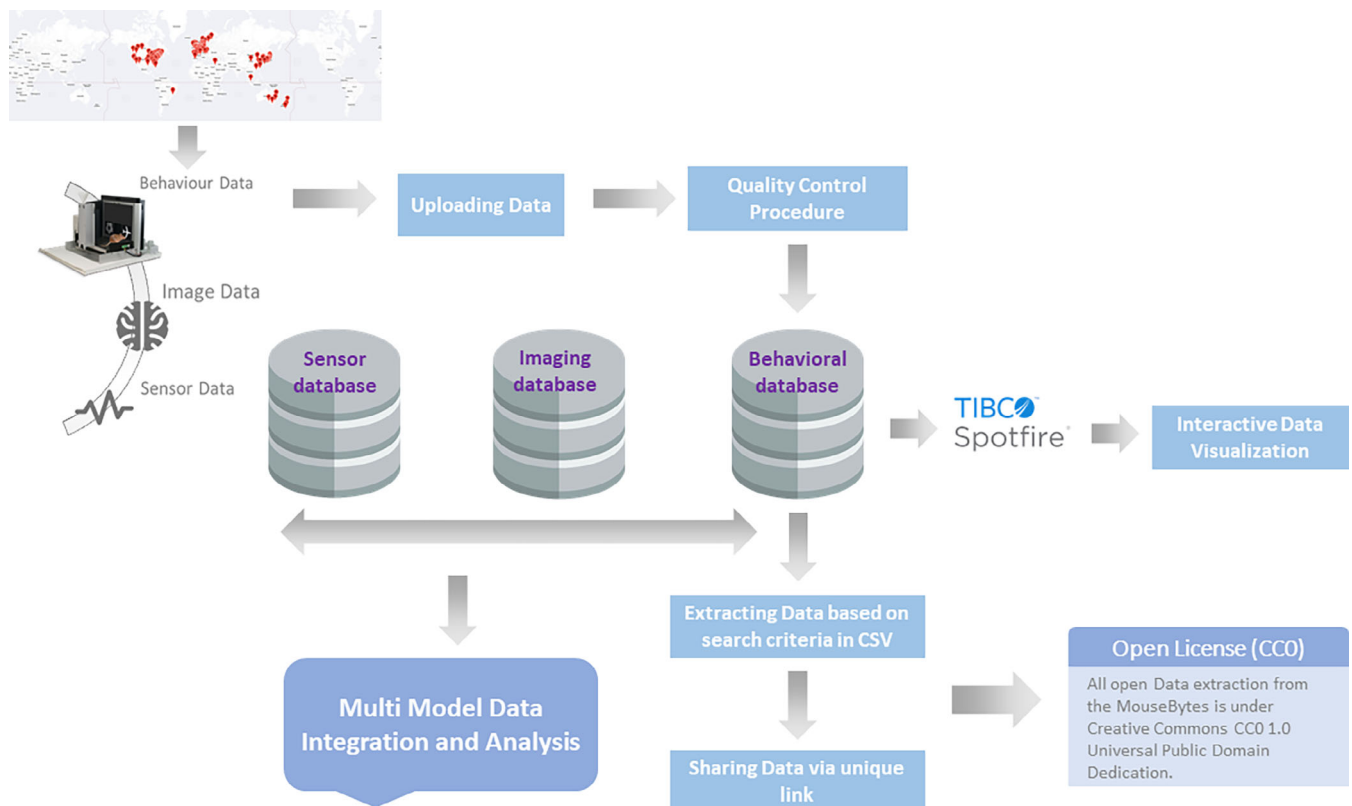 Behaviour Data
Uploading Data
Quality Control
Procedure
Image Data
Sensor Data
Sensor
database
Imaging
database
Behavioral
database
TIBCO™
Spotfire®
Interactive Data
Visualization
Extracting Data based on
search criteria in CSV
Multi Model Data
Integration and Analysis
Sharing Data via unique
link
Open License (CC0)
All open Data extraction from
the MouseBytes is under
Creative Commons CC0 1.0
Universal Public Domain
Dedication.